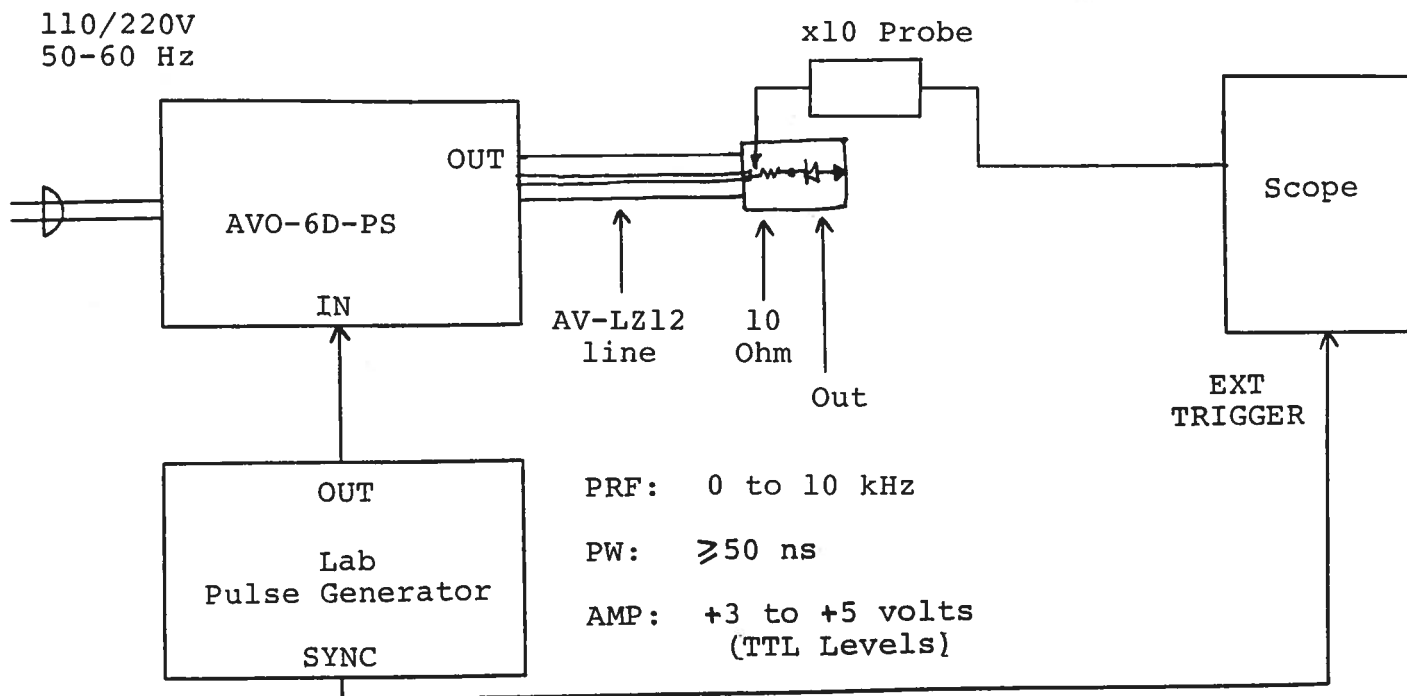 110/220V
50-60 Hz
x10 Probe
OUT
AVO-6D-PS
IN
Scope
AV-LZ12
line
10
Ohm
Out
EXT
TRIGGER
OUT
Lab
Pulse Generator
SYNC
PRF: 0 to 10 kHz
PW: ⩾50 ns
AMP: +3 to +5 volts
(TTL Levels)